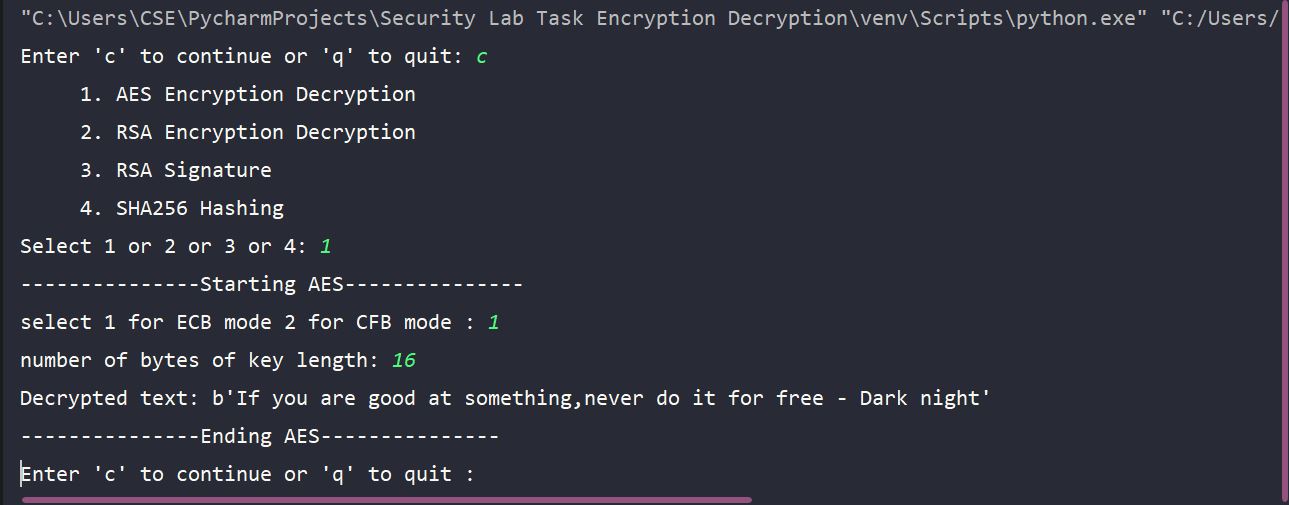 "C:\Users\CSE\PycharmProjects\Security Lab Task Encryption Decryption\venv\Scripts\python.exe" "C:/Users/
Enter 'c' to continue or 'q' to quit: c
     1. AES Encryption Decryption
     2. RSA Encryption Decryption
     3. RSA Signature
     4. SHA256 Hashing
Select 1 or 2 or 3 or 4: 1
---------------Starting AES---------------
select 1 for ECB mode 2 for CFB mode : 1
number of bytes of key length: 16
Decrypted text: b'If you are good at something,never do it for free - Dark night'
---------------Ending AES---------------
Enter 'c' to continue or 'q' to quit :